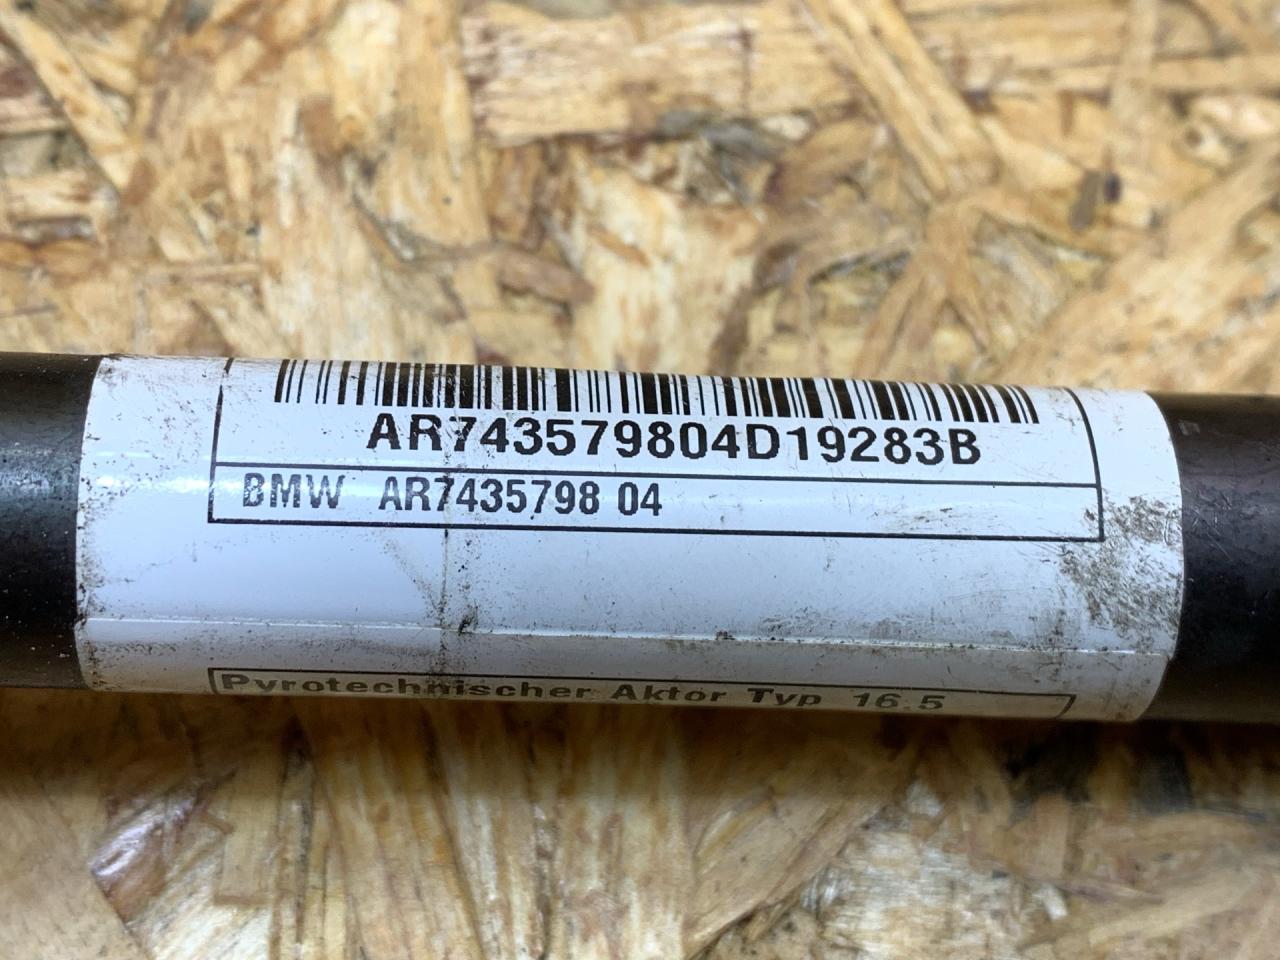 AR743579804D19283B
BMW AR7435798 04
Pyrotechnischer Aktor Typ 16.5